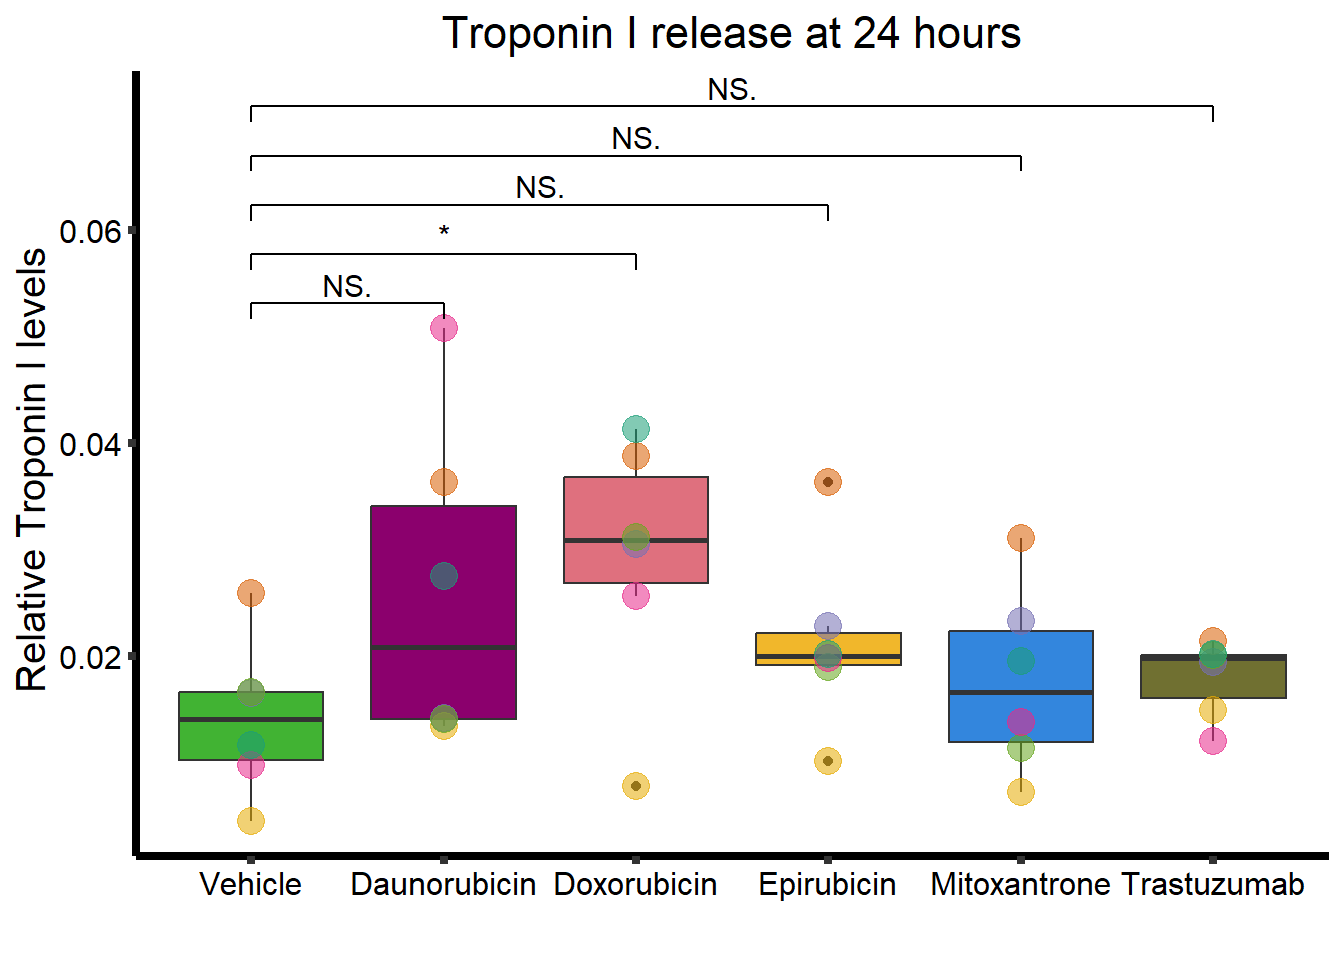 Troponin I release at 24 hours
NS.
NS.
NS.
*
NS.
Relative Troponin I levels
0.06
0.04
0.02
Vehicle Daunorubicin Doxorubicin Epirubicin Mitoxantrone Trastuzumab